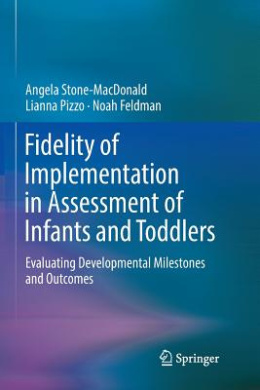 Angela Stone-MacDonald
Lianna Pizzo · Noah Feldman
Fidelity of
Implementation
in Assessment of
Infants and Toddlers
Evaluating Developmental Milestones
and Outcomes
Springer